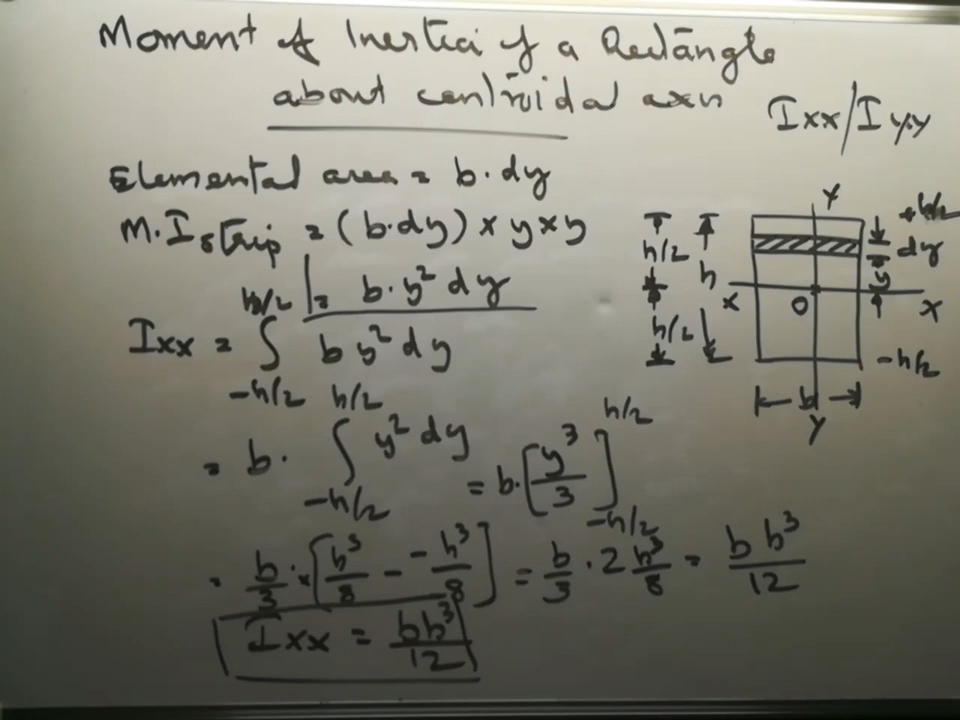 Moment of Inertia of a Rectangle
about centroidal axis
Ixx/Iyy
Elemental area = b.dy
M.I strip = (b.dy) x y x y
= b.y² dy
Ixx = ∫_{-h/2}^{h/2} b y² dy
= b. ∫_{-h/2}^{h/2} y² dy = b.[y³/3]_{-h/2}^{h/2}
= b/3 x [h³/8 - -h³/8] = b/3 . 2 h³/8 = bh³/12
Ixx = bh³/12
Y
+h/2
h/2
h
dy
y
X
O
X
h/2
-h/2
b
Y